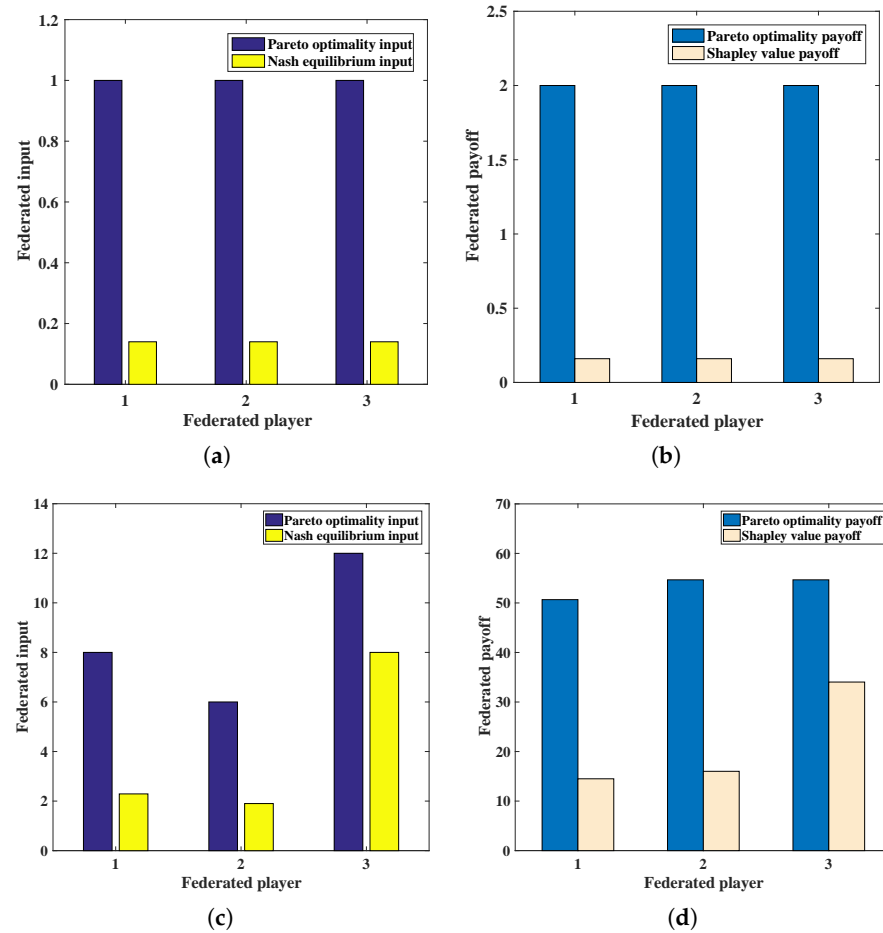 1.2
Pareto optimality input
Nash equilibrium input
1
0.8
0.6
0.4
0.2
0
Federated input
1 2 3
Federated player
(a)
2.5
Pareto optimality payoff
Shapley value payoff
2
1.5
1
0.5
0
Federated payoff
1 2 3
Federated player
(b)
14
Pareto optimality input
Nash equilibrium input
12
10
8
6
4
2
0
Federated input
1 2 3
Federated player
(c)
70
Pareto optimality payoff
Shapley value payoff
60
50
40
30
20
10
0
Federated payoff
1 2 3
Federated player
(d)